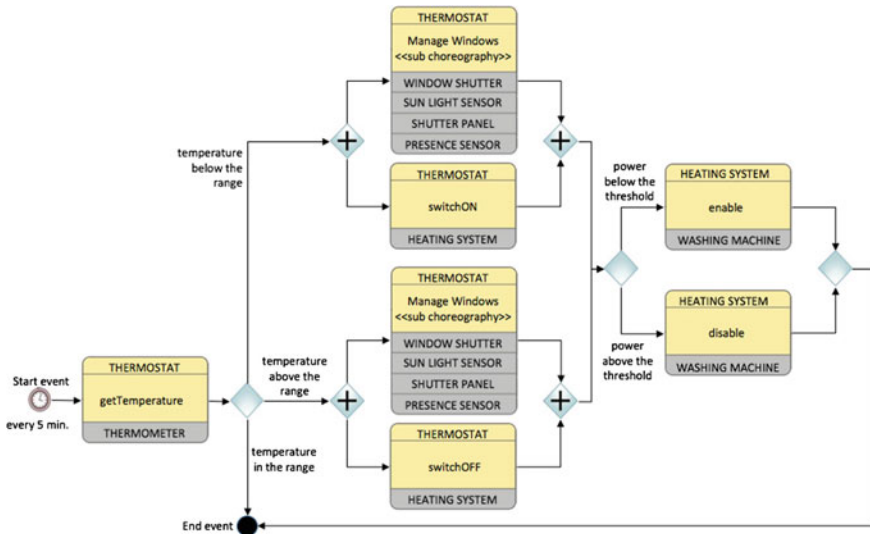 THERMOSTAT
Manage Windows
<<sub choreography>>
WINDOW SHUTTER
SUN LIGHT SENSOR
SHUTTER PANEL
PRESENCE SENSOR
temperature
below the
range
THERMOSTAT
switchON
HEATING SYSTEM
power
below the
threshold
HEATING SYSTEM
enable
WASHING MACHINE
THERMOSTAT
Manage Windows
<<sub choreography>>
WINDOW SHUTTER
SUN LIGHT SENSOR
SHUTTER PANEL
PRESENCE SENSOR
HEATING SYSTEM
disable
WASHING MACHINE
power
above the
threshold
temperature
above the
range
Start event
every 5 min.
THERMOSTAT
getTemperature
THERMOMETER
THERMOSTAT
switchOFF
HEATING SYSTEM
temperature
in the range
End event